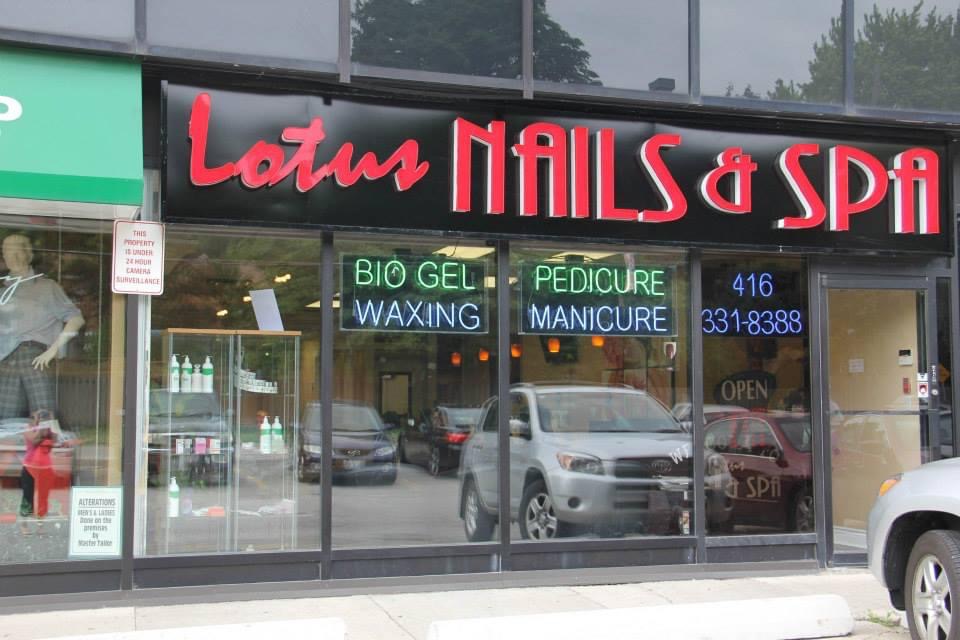 P
Lotus NAILS & SPA
THIS
PROPERTY
IS UNDER
24 HOUR
CAMERA
SURVEILLANCE
BIO GEL
WAXING
PEDICURE
MANICURE
416
331-8388
OPEN
& SPA
ALTERATIONS
MEN'S & LADIES
Done on the
premises
by
Master Tailor